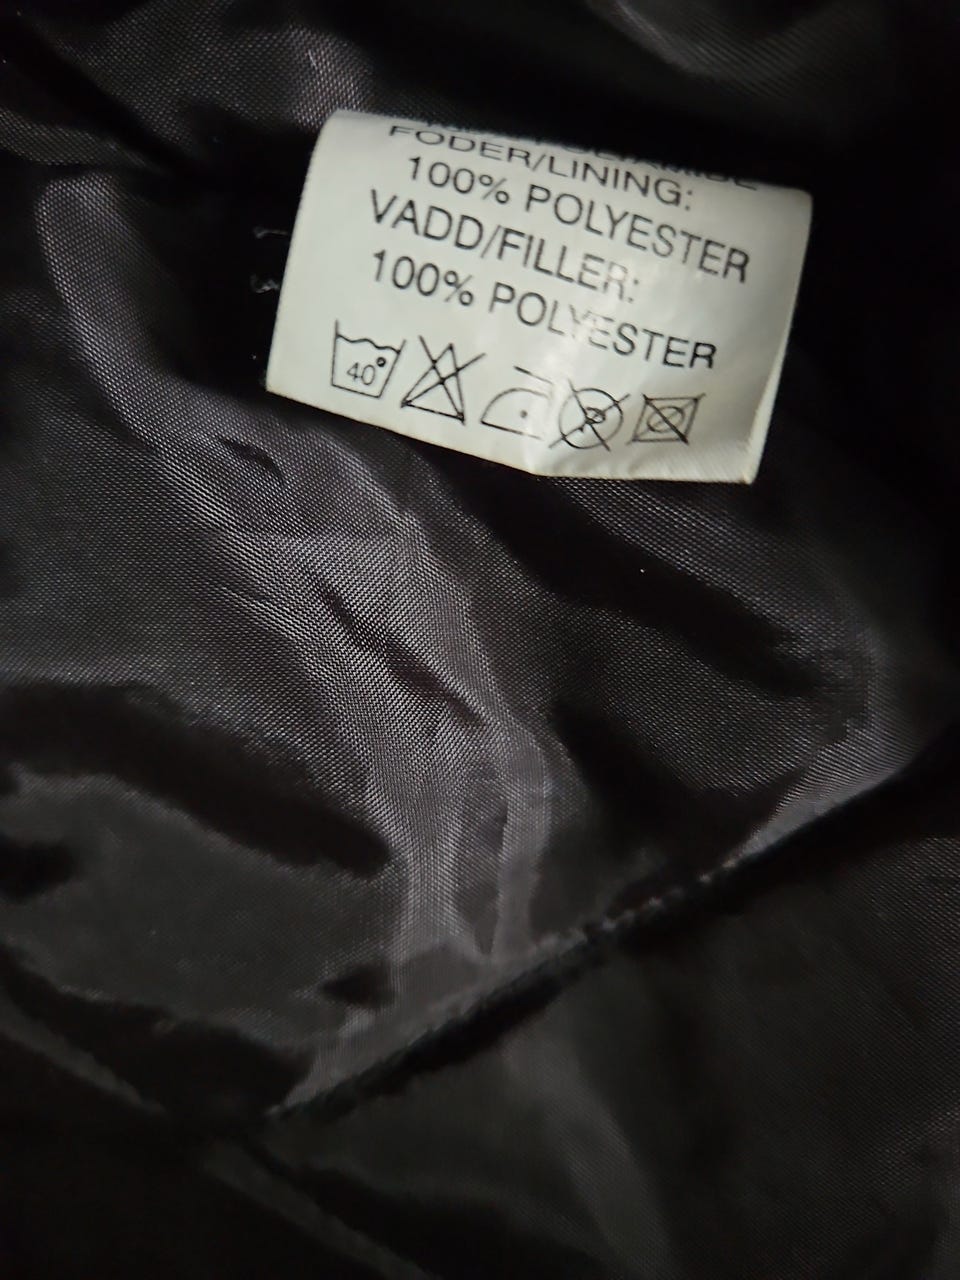 FODER/LINING:
100% POLYESTER
VADD/FILLER:
100% POLYESTER
40°
P